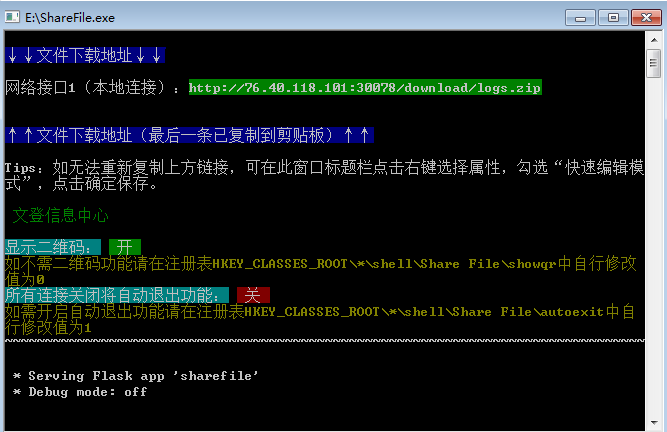 E:\ShareFile.exe
↓↓文件下载地址↓↓
网络接口1（本地连接）：http://76.40.118.101:30078/download/logs.zip
↑↑文件下载地址（最后一条已复制到剪贴板）↑↑
Tips：如无法重新复制上方链接，可在此窗口标题栏点击右键选择属性，勾选“快速编辑模
式”，点击确定保存。
文登信息中心
显示二维码： 开
如不需二维码功能请在注册表HKEY_CLASSES_ROOT\*\shell\Share File\showqr中自行修改
值为0
所有连接关闭将自动退出功能： 关
如需开启自动退出功能请在注册表HKEY_CLASSES_ROOT\*\shell\Share File\autoexit中自
行修改值为1
~~~~~~~~~~~~~~~~~~~~~~~~~~~~~~~~~~~~~~~~~~~~~~~~~~~~~~~~~~~~~~~~~~~~~~~~~~~~~~~~
* Serving Flask app 'sharefile'
* Debug mode: off